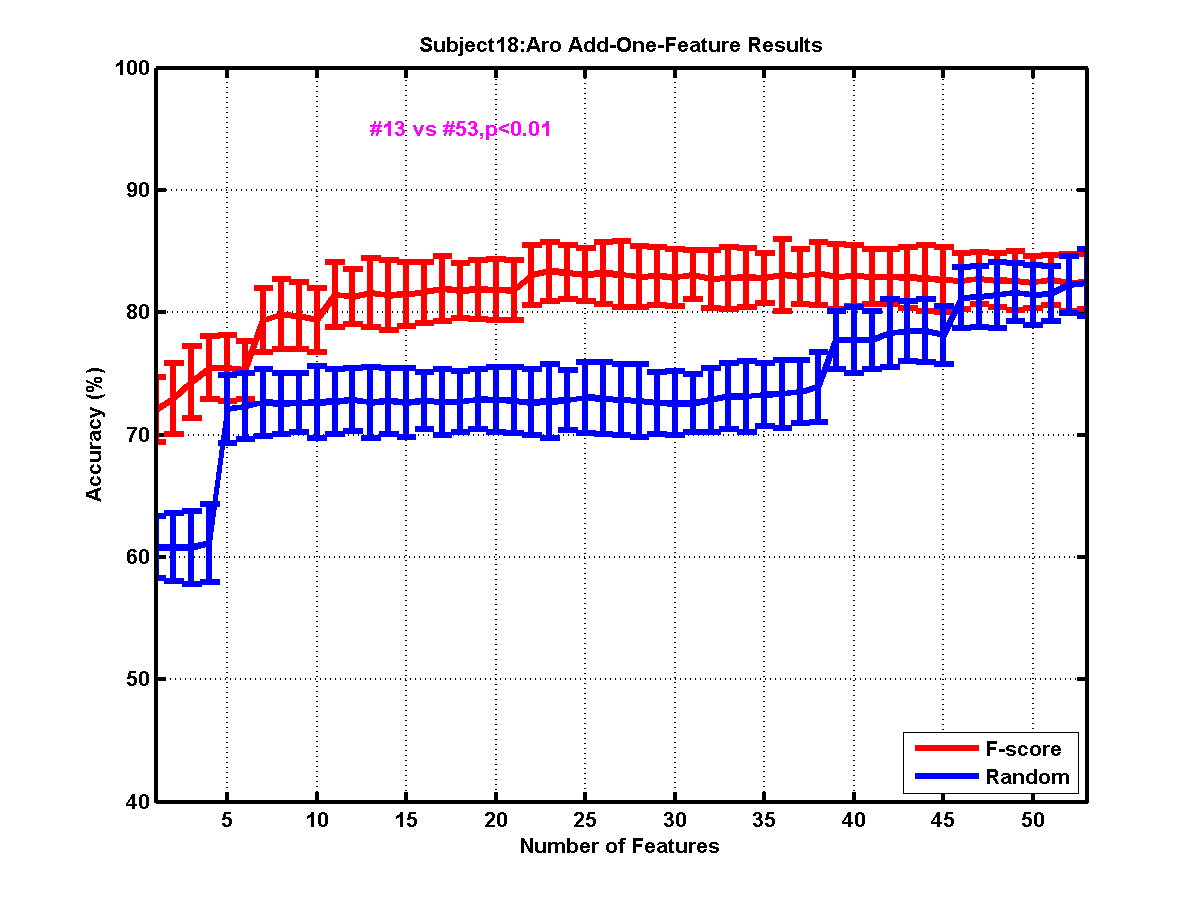 Subject18:Aro Add-One-Feature Results
100
90
80
70
60
50
40
Accuracy (%)
#13 vs #53,p<0.01
F-score
Random
5 10 15 20 25 30 35 40 45 50
Number of Features